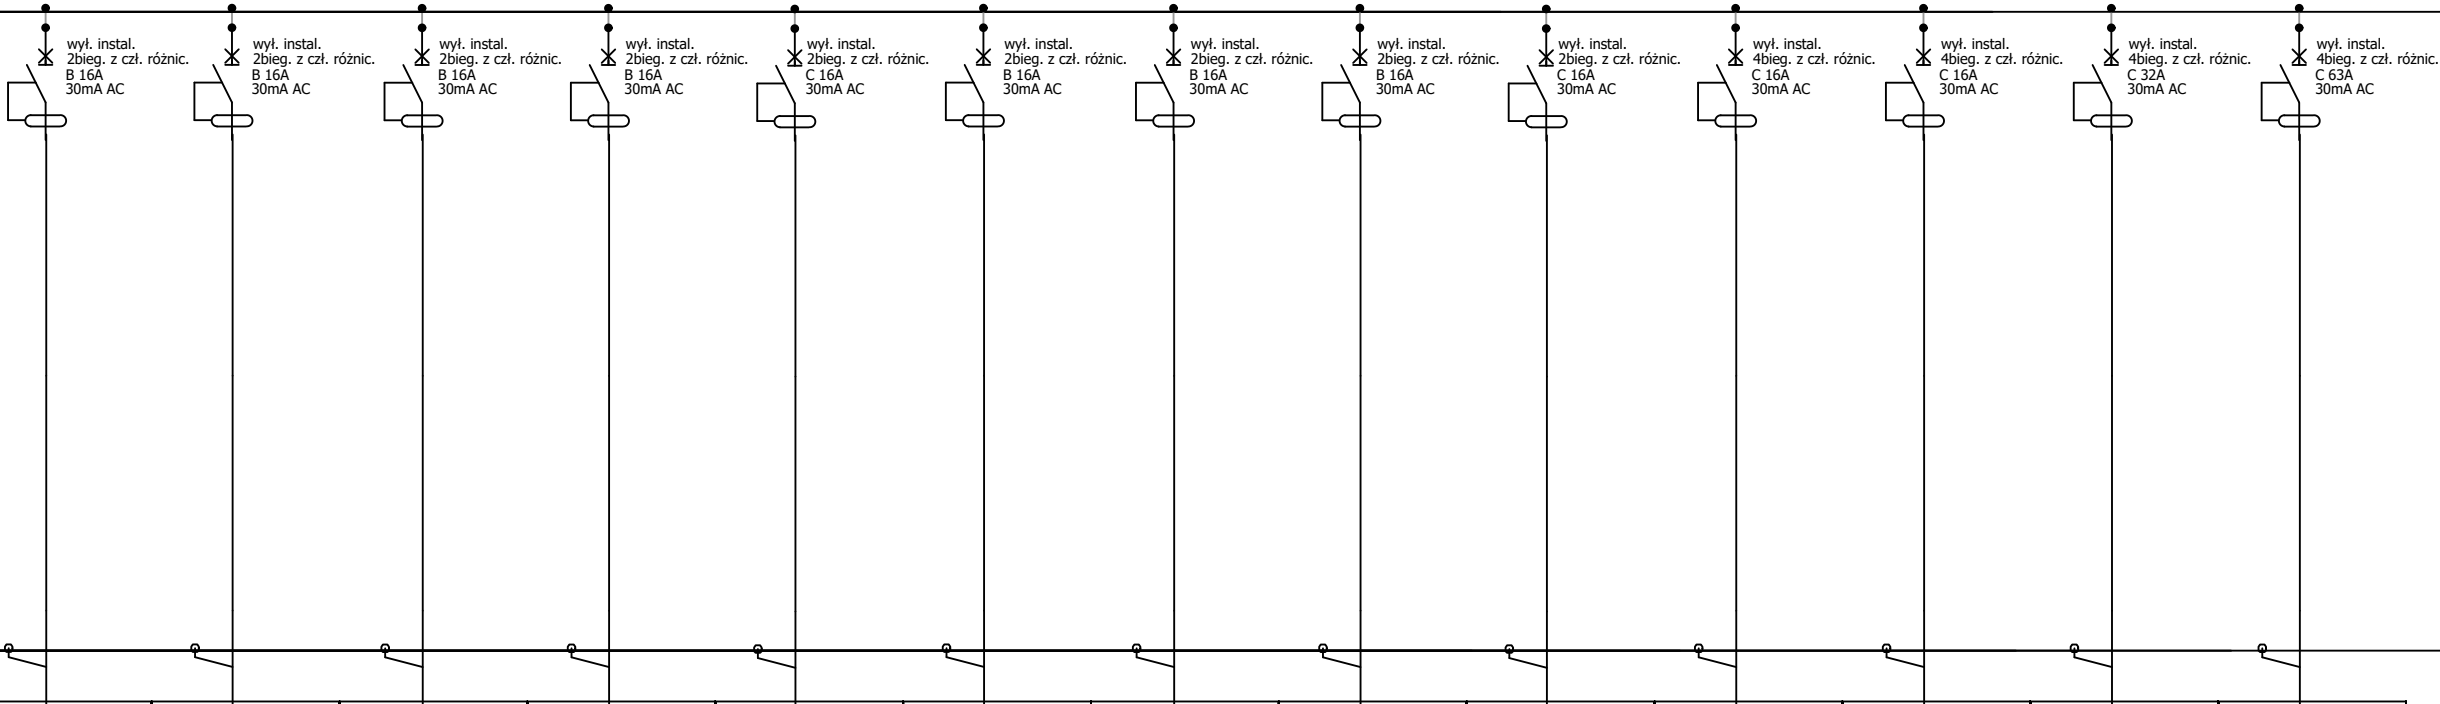 wył. instal.
2bieg. z czł. różnic.
B 16A
30mA AC
wył. instal.
2bieg. z czł. różnic.
B 16A
30mA AC
wył. instal.
2bieg. z czł. różnic.
B 16A
30mA AC
wył. instal.
2bieg. z czł. różnic.
B 16A
30mA AC
wył. instal.
2bieg. z czł. różnic.
C 16A
30mA AC
wył. instal.
2bieg. z czł. różnic.
B 16A
30mA AC
wył. instal.
2bieg. z czł. różnic.
B 16A
30mA AC
wył. instal.
2bieg. z czł. różnic.
B 16A
30mA AC
wył. instal.
2bieg. z czł. różnic.
C 16A
30mA AC
wył. instal.
4bieg. z czł. różnic.
C 16A
30mA AC
wył. instal.
4bieg. z czł. różnic.
C 16A
30mA AC
wył. instal.
4bieg. z czł. różnic.
C 32A
30mA AC
wył. instal.
4bieg. z czł. różnic.
C 63A
30mA AC